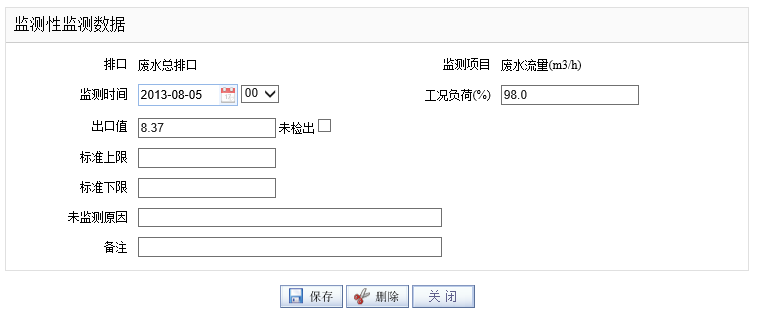 监测性监测数据
排口 废水总排口 监测项目 废水流量(m3/h)
监测时间 2013-08-05 00 工况负荷(%) 98.0
出口值 8.37 未检出
标准上限
标准下限
未监测原因
备注
保存 删除 关 闭